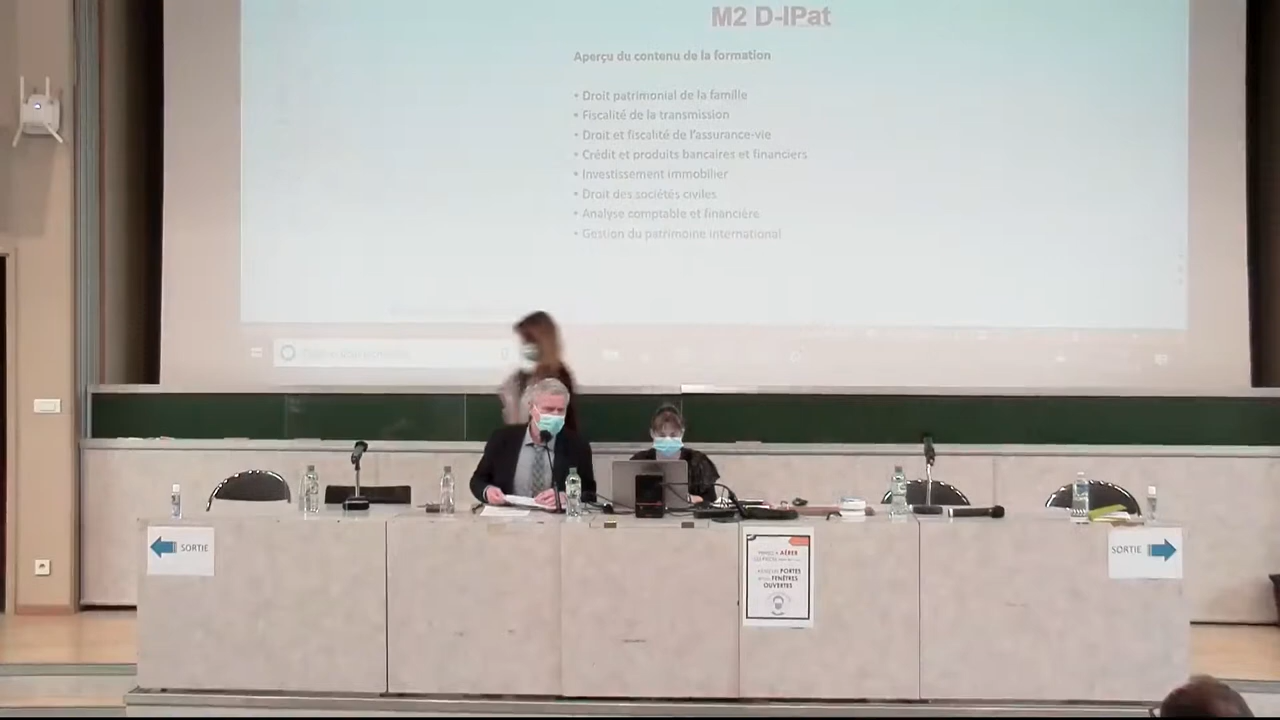 M2 D-IPat
Aperçu du contenu de la formation
• Droit patrimonial de la famille
• Fiscalité de la transmission
• Droit et fiscalité de l'assurance-vie
• Crédit et produits bancaires et financiers
• Investissement immobilier
• Droit des sociétés civiles
• Analyse comptable et financière
• Gestion du patrimoine international
SORTIE
AÉRER
PORTES
FENÊTRES
OUVERTES
SORTIE